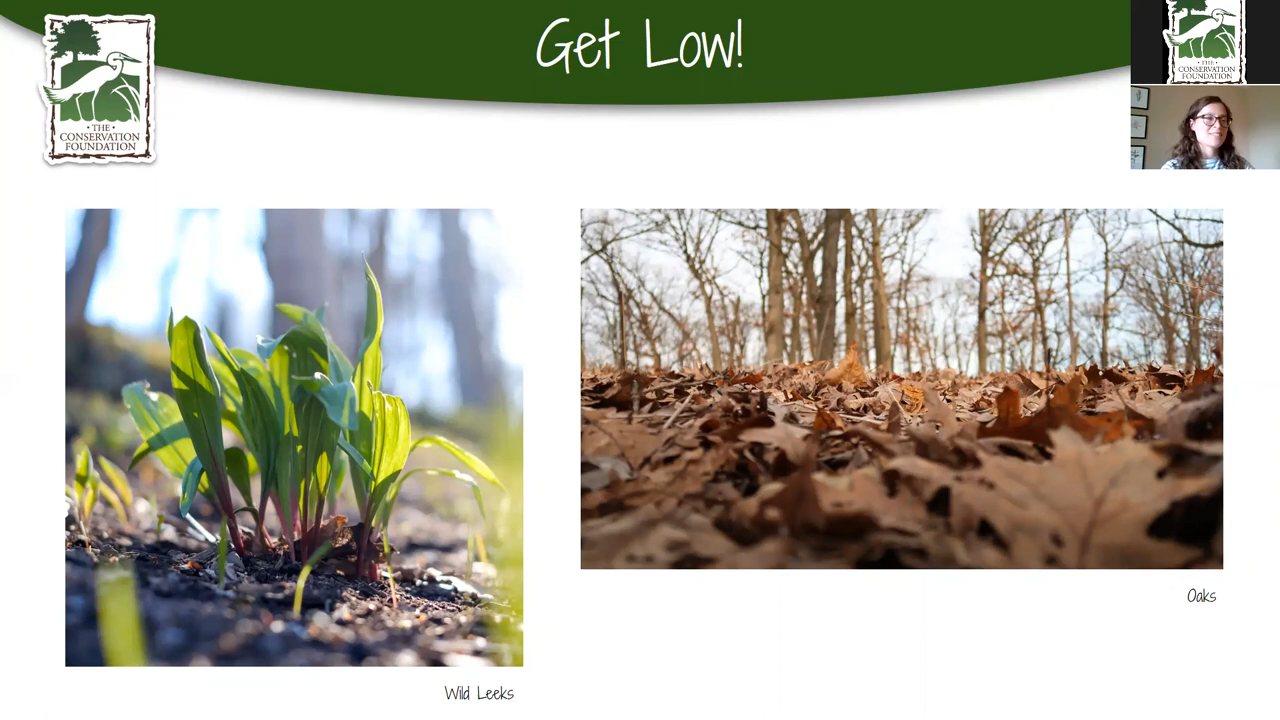 Get Low!
• THE •
CONSERVATION
FOUNDATION
• THE •
CONSERVATION
FOUNDATION
Oaks
Wild Leeks